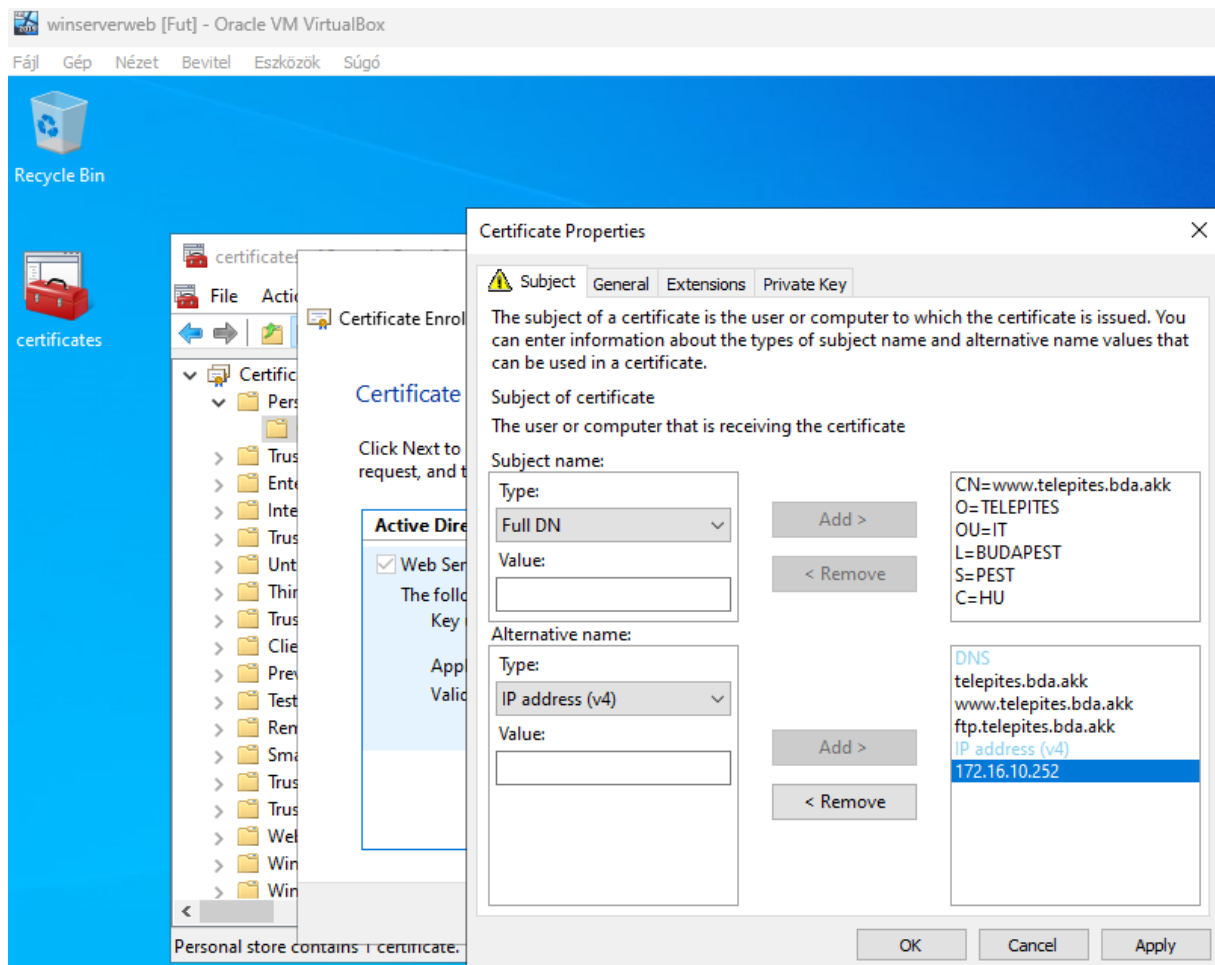 winserverweb [Fut] - Oracle VM VirtualBox
Fájl Gép Nézet Bevitel Eszközök Súgó
Recycle Bin
certificates
certificates
File
Certificate Enrol
Certificate
Click Next to
request, and t
Active Dire
Web Ser
The follo
Key
Appl
Valid
Certific
Pers
Trus
Ente
Inte
Trus
Unt
Thir
Trus
Clie
Prev
Test
Rem
Sma
Trus
Trus
Web
Win
Win
Personal store contains 1 certificate.
Certificate Properties
Subject General Extensions Private Key
The subject of a certificate is the user or computer to which the certificate is issued. You
can enter information about the types of subject name and alternative name values that
can be used in a certificate.
Subject of certificate
The user or computer that is receiving the certificate
Subject name:
Type:
Full DN
Value:
Add >
< Remove
CN=www.telepites.bda.akk
O=TELEPITES
OU=IT
L=BUDAPEST
S=PEST
C=HU
Alternative name:
Type:
IP address (v4)
Value:
Add >
< Remove
DNS
telepites.bda.akk
www.telepites.bda.akk
ftp.telepites.bda.akk
IP address (v4)
172.16.10.252
OK Cancel Apply